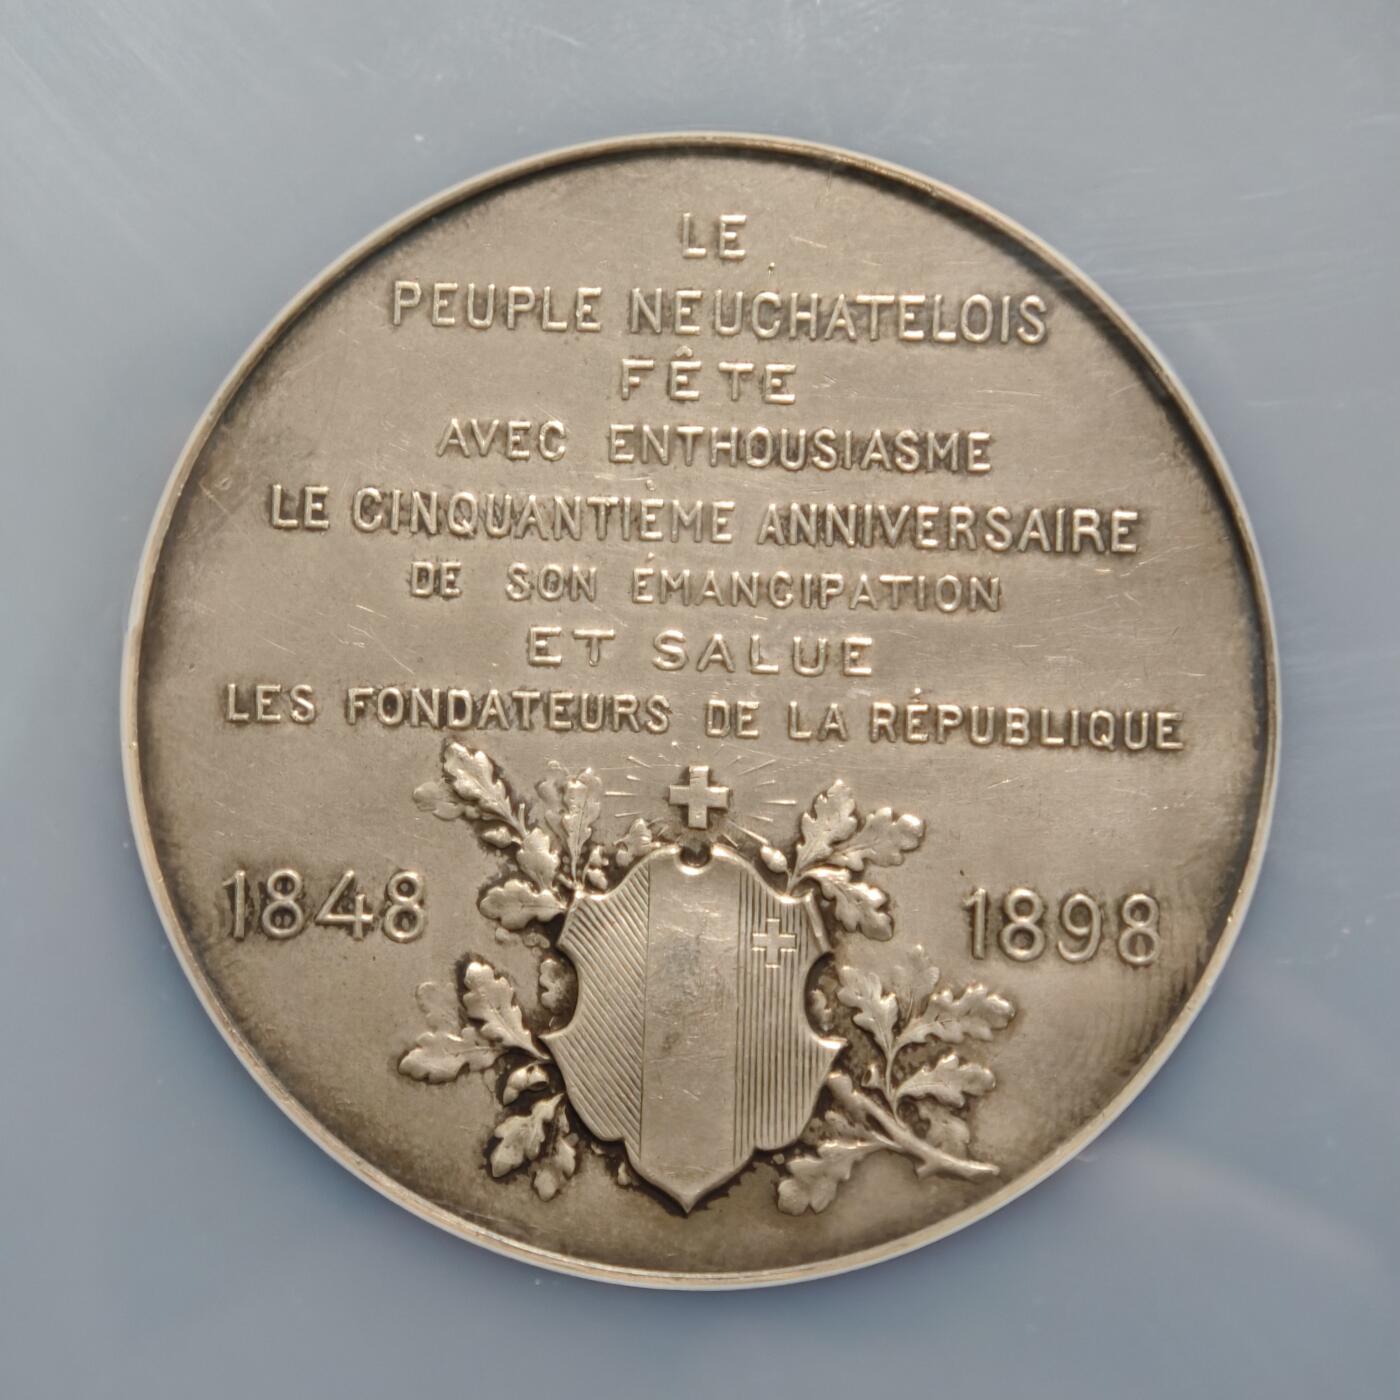 LE
PEUPLE NEUCHATELOIS
FÊTE
AVEC ENTHOUSIASME
LE CINQUANTIÈME ANNIVERSAIRE
DE SON ÉMANCIPATION
ET SALUE
LES FONDATEURS DE LA RÉPUBLIQUE
1848 1898